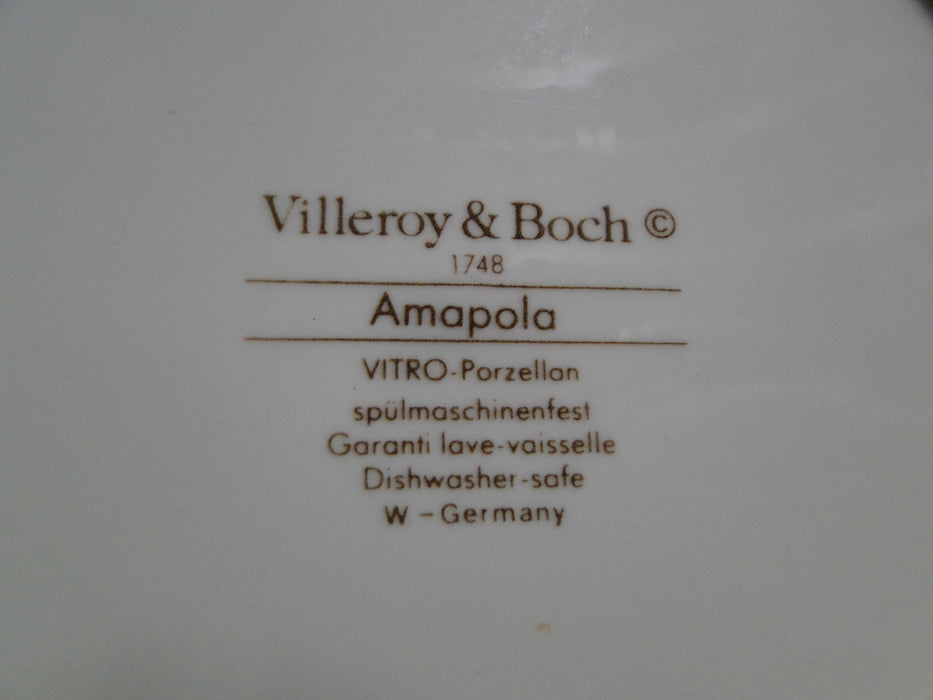 Villeroy & Boch ©
1748
Amapola
VITRO-Porzellan
spülmaschinenfest
Garanti lave-vaisselle
Dishwasher-safe
W - Germany